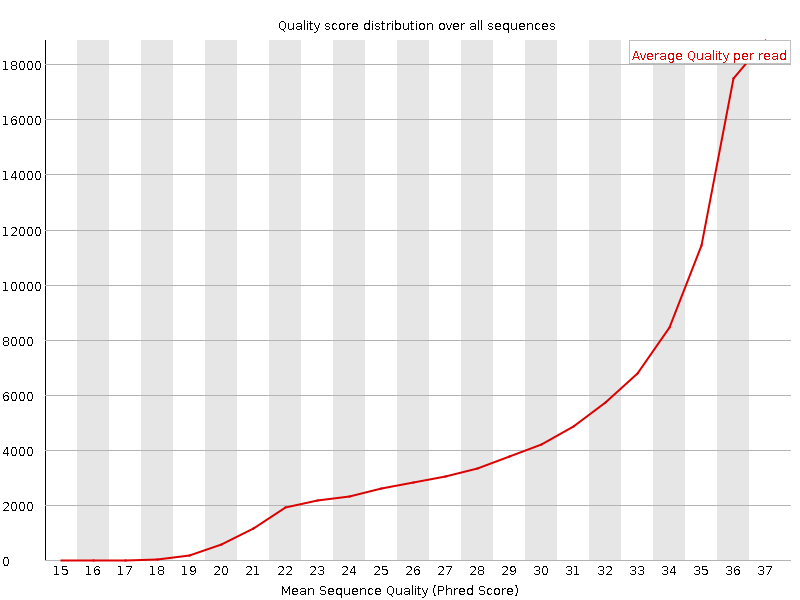 Quality score distribution over all sequences
Average Quality per read
18000
16000
14000
12000
10000
8000
6000
4000
2000
0
15 16 17 18 19 20 21 22 23 24 25 26 27 28 29 30 31 32 33 34 35 36 37
Mean Sequence Quality (Phred Score)